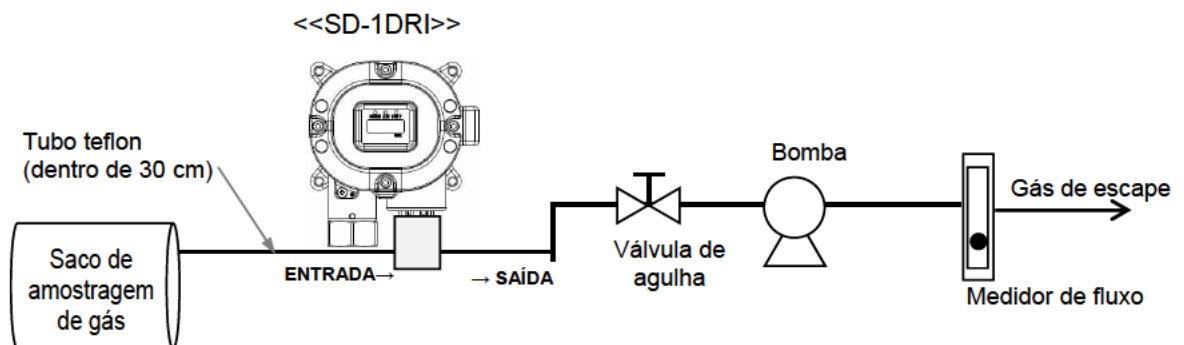 <<SD-1DRI>>
Tubo teflon
(dentro de 30 cm)
Bomba
Gás de escape
Saco de
amostragem
de gás
ENTRADA→
→ SAÍDA
Válvula de
agulha
Medidor de fluxo